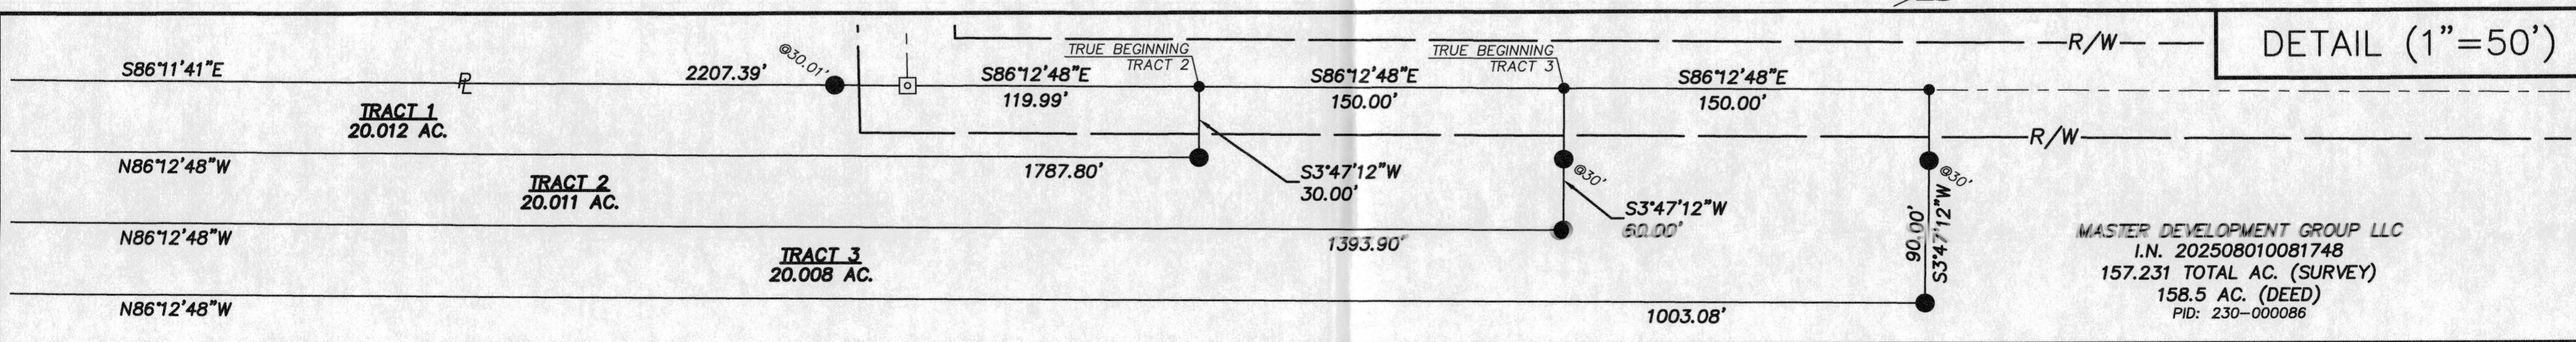 DETAIL (1"=50')
R/W
S86°11'41"E
P/L
2207.39'
@30.01'
TRUE BEGINNING
TRACT 2
S86°12'48"E
119.99'
TRUE BEGINNING
TRACT 3
S86°12'48"E
150.00'
S86°12'48"E
150.00'
R/W
TRACT 1
20.012 AC.
N86°12'48"W
1787.80'
S3°47'12"W
30.00'
@30'
@30'
TRACT 2
20.011 AC.
S3°47'12"W
60.00'
90.00'
S3°47'12"W
N86°12'48"W
1393.90'
TRACT 3
20.008 AC.
N86°12'48"W
1003.08'
MASTER DEVELOPMENT GROUP LLC
I.N. 202508010081748
157.231 TOTAL AC. (SURVEY)
158.5 AC. (DEED)
PID: 230-000086